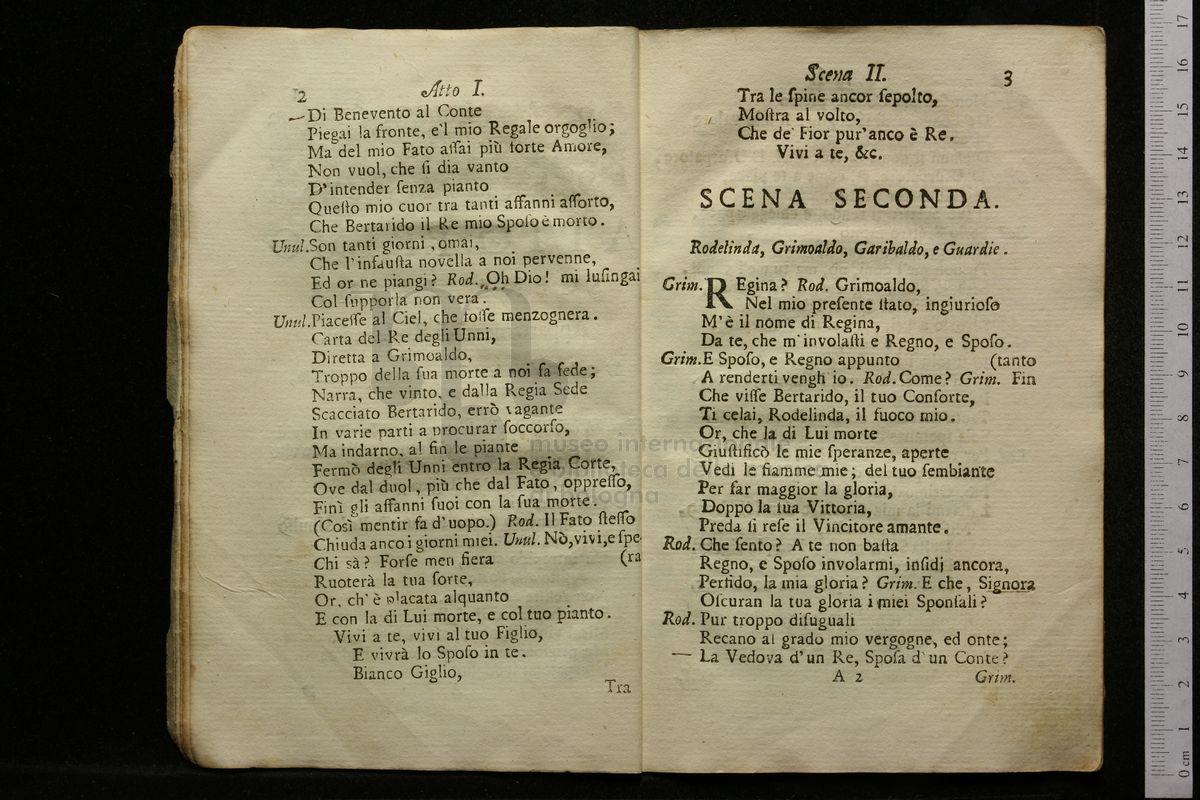 2 Atto I.
Di Benevento al Conte
Piegai la fronte, e'l mio Regale orgoglio;
Ma del mio Fato aſſai più forte Amore,
Non vuol, che ſi dia vanto
D'intender ſenza pianto
Queſto mio cuor tra tanti affanni aſſorto,
Che Bertarido il Re mio Spoſo è morto.
Unul. Son tanti giorni, omai,
Che l'infauſta novella a noi pervenne,
Ed or ne piangi? Rod. Oh Dio! mi luſingai
Col ſupporla non vera.
Unul. Piaceſſe al Ciel, che foſſe menzognera.
Carta del Re degli Unni,
Diretta a Grimoaldo,
Troppo della ſua morte a noi fa fede;
Narra, che vinto, e dalla Regia Sede
Scacciato Bertarido, errò vagante
In varie parti a procurar ſoccorſo,
Ma indarno, al fin le piante
Fermò degli Unni entro la Regia Corte,
Ove dal duol, più che dal Fato, oppreſſo,
Finì gli affanni ſuoi con la ſua morte.
(Così mentir fa d'uopo.) Rod. Il Fato ſteſſo
Chiuda anco i giorni miei. Unul. Nò, vivi, e ſpe-
Chi sà? Forſe men fiera (ra
Ruoterà la tua ſorte,
Or, ch'è placata alquanto
E con la di Lui morte, e col tuo pianto.
Vivi a te, vivi al tuo Figlio,
E vivrà lo Spoſo in te.
Bianco Giglio,
Tra
Scena II. 3
Tra le ſpine ancor ſepolto,
Moſtra al volto,
Che de' Fior pur'anco è Re.
Vivi a te, &c.
SCENA SECONDA.
Rodelinda, Grimoaldo, Garibaldo, e Guardie.
Grim. REgina? Rod. Grimoaldo,
Nel mio preſente ſtato, ingiurioſo
M'è il nome di Regina,
Da te, che m'involaſti e Regno, e Spoſo.
Grim. E Spoſo, e Regno appunto (tanto
A renderti vengh'io. Rod. Come? Grim. Fin
Che viſſe Bertarido, il tuo Conſorte,
Ti celai, Rodelinda, il fuoco mio.
Or, che la di Lui morte
Giuſtificò le mie ſperanze, aperte
Vedi le fiamme mie; del tuo ſembiante
Per far maggior la gloria,
Doppo la ſua Vittoria,
Preda ſi reſe il Vincitore amante.
Rod. Che ſento? A te non baſta
Regno, e Spoſo involarmi, inſidj ancora,
Perfido, la mia gloria? Grim. E che, Signora
Oſcuran la tua gloria i miei Sponſali?
Rod. Pur troppo diſuguali
Recano al grado mio vergogne, ed onte;
La Vedova d'un Re, Spoſa d'un Conte?
A 2 Grim.